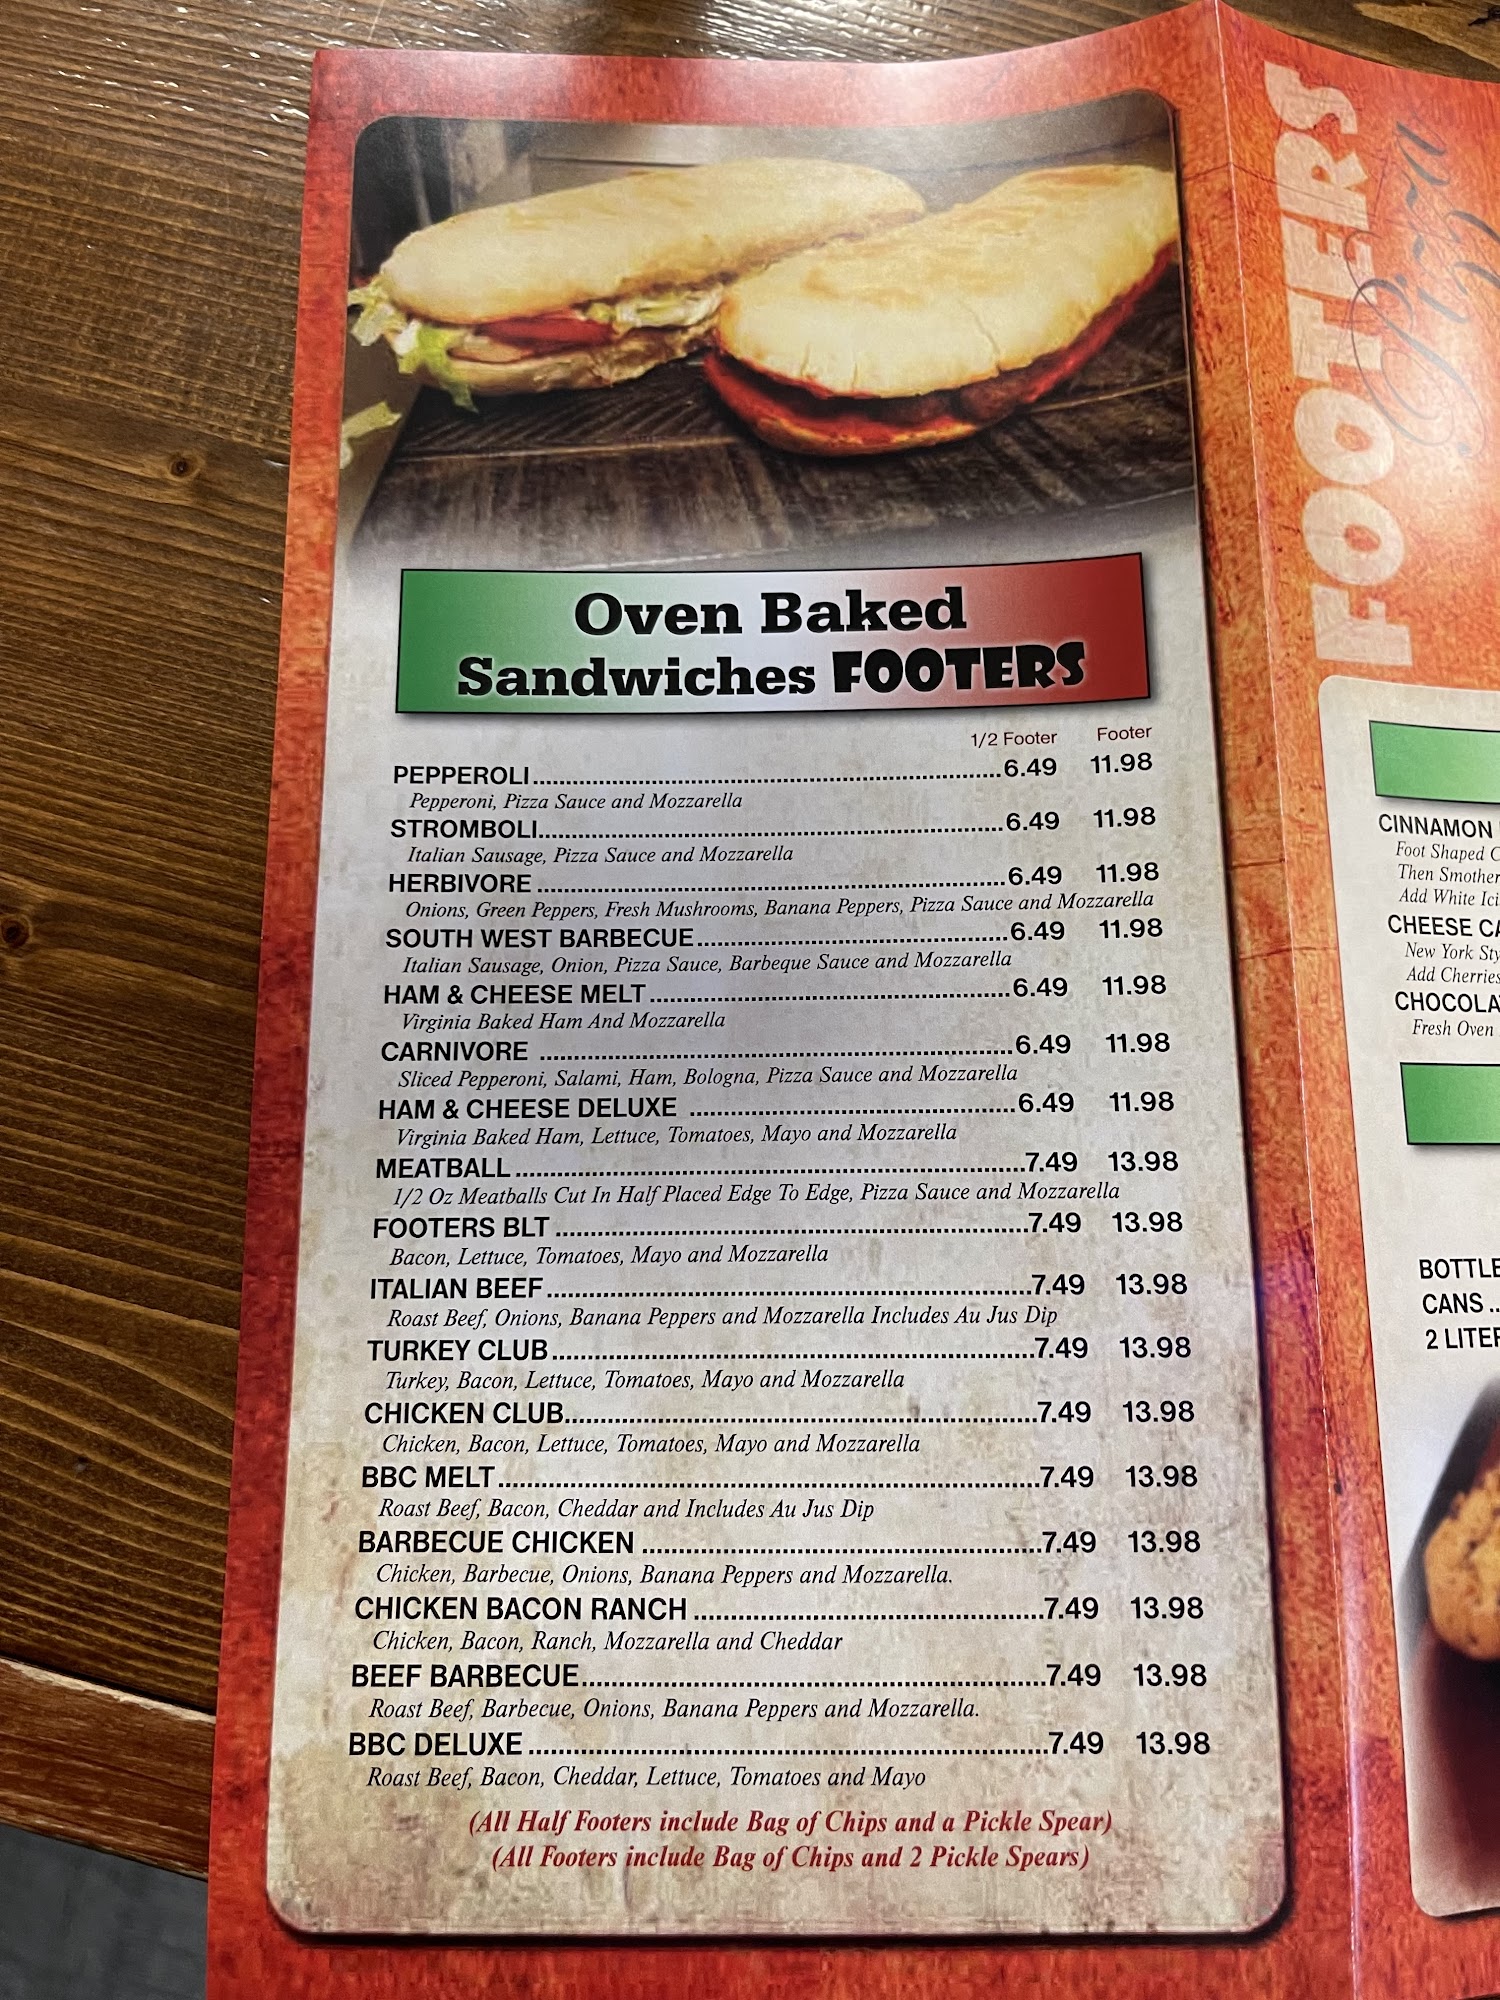 Oven Baked
Sandwiches FOOTERS
1/2 Footer Footer
PEPPEROLI 6.49 11.98
Pepperoni, Pizza Sauce and Mozzarella
STROMBOLI 6.49 11.98
Italian Sausage, Pizza Sauce and Mozzarella
HERBIVORE 6.49 11.98
Onions, Green Peppers, Fresh Mushrooms, Banana Peppers, Pizza Sauce and Mozzarella
SOUTH WEST BARBECUE 6.49 11.98
Italian Sausage, Onion, Pizza Sauce, Barbeque Sauce and Mozzarella
HAM & CHEESE MELT 6.49 11.98
Virginia Baked Ham And Mozzarella
CARNIVORE 6.49 11.98
Sliced Pepperoni, Salami, Ham, Bologna, Pizza Sauce and Mozzarella
HAM & CHEESE DELUXE 6.49 11.98
Virginia Baked Ham, Lettuce, Tomatoes, Mayo and Mozzarella
MEATBALL 7.49 13.98
1/2 Oz Meatballs Cut In Half Placed Edge To Edge, Pizza Sauce and Mozzarella
FOOTERS BLT 7.49 13.98
Bacon, Lettuce, Tomatoes, Mayo and Mozzarella
ITALIAN BEEF 7.49 13.98
Roast Beef, Onions, Banana Peppers and Mozzarella Includes Au Jus Dip
TURKEY CLUB 7.49 13.98
Turkey, Bacon, Lettuce, Tomatoes, Mayo and Mozzarella
CHICKEN CLUB 7.49 13.98
Chicken, Bacon, Lettuce, Tomatoes, Mayo and Mozzarella
BBC MELT 7.49 13.98
Roast Beef, Bacon, Cheddar and Includes Au Jus Dip
BARBECUE CHICKEN 7.49 13.98
Chicken, Barbecue, Onions, Banana Peppers and Mozzarella.
CHICKEN BACON RANCH 7.49 13.98
Chicken, Bacon, Ranch, Mozzarella and Cheddar
BEEF BARBECUE 7.49 13.98
Roast Beef, Barbecue, Onions, Banana Peppers and Mozzarella.
BBC DELUXE 7.49 13.98
Roast Beef, Bacon, Cheddar, Lettuce, Tomatoes and Mayo
(All Half Footers include Bag of Chips and a Pickle Spear)
(All Footers include Bag of Chips and 2 Pickle Spears)
FOOTERS
Pizza
CINNAMON
Foot Shaped
Then Smother
Add White
CHEESE
New York
Add Cherries
CHOCOLA
Fresh Oven
BOTTLE
CANS
2 LITER